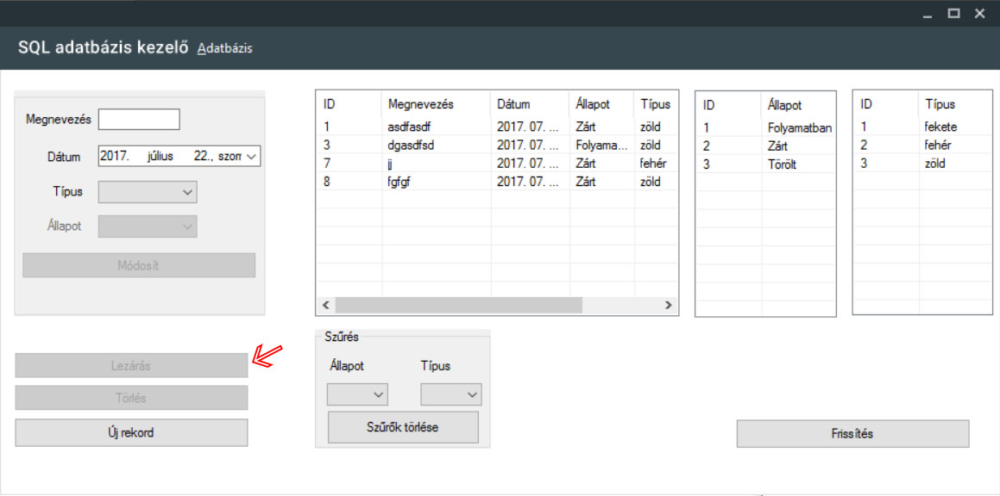 SQL adatbázis kezelő Adatbázis
Megnevezés
Dátum 2017. július 22., szom
Típus
Állapot
Módosít
Lezárás
Törlés
Új rekord
ID Megnevezés Dátum Állapot Típus
1 asdfasdf 2017. 07. ... Zárt zöld
3 dgasdfsd 2017. 07. ... Folyama... zöld
7 jj 2017. 07. ... Zárt fehér
8 fgfgf 2017. 07. ... Zárt zöld
ID Állapot
1 Folyamatban
2 Zárt
3 Törölt
ID Típus
1 fekete
2 fehér
3 zöld
Szűrés
Állapot Típus
Szűrők törlése
Frissítés